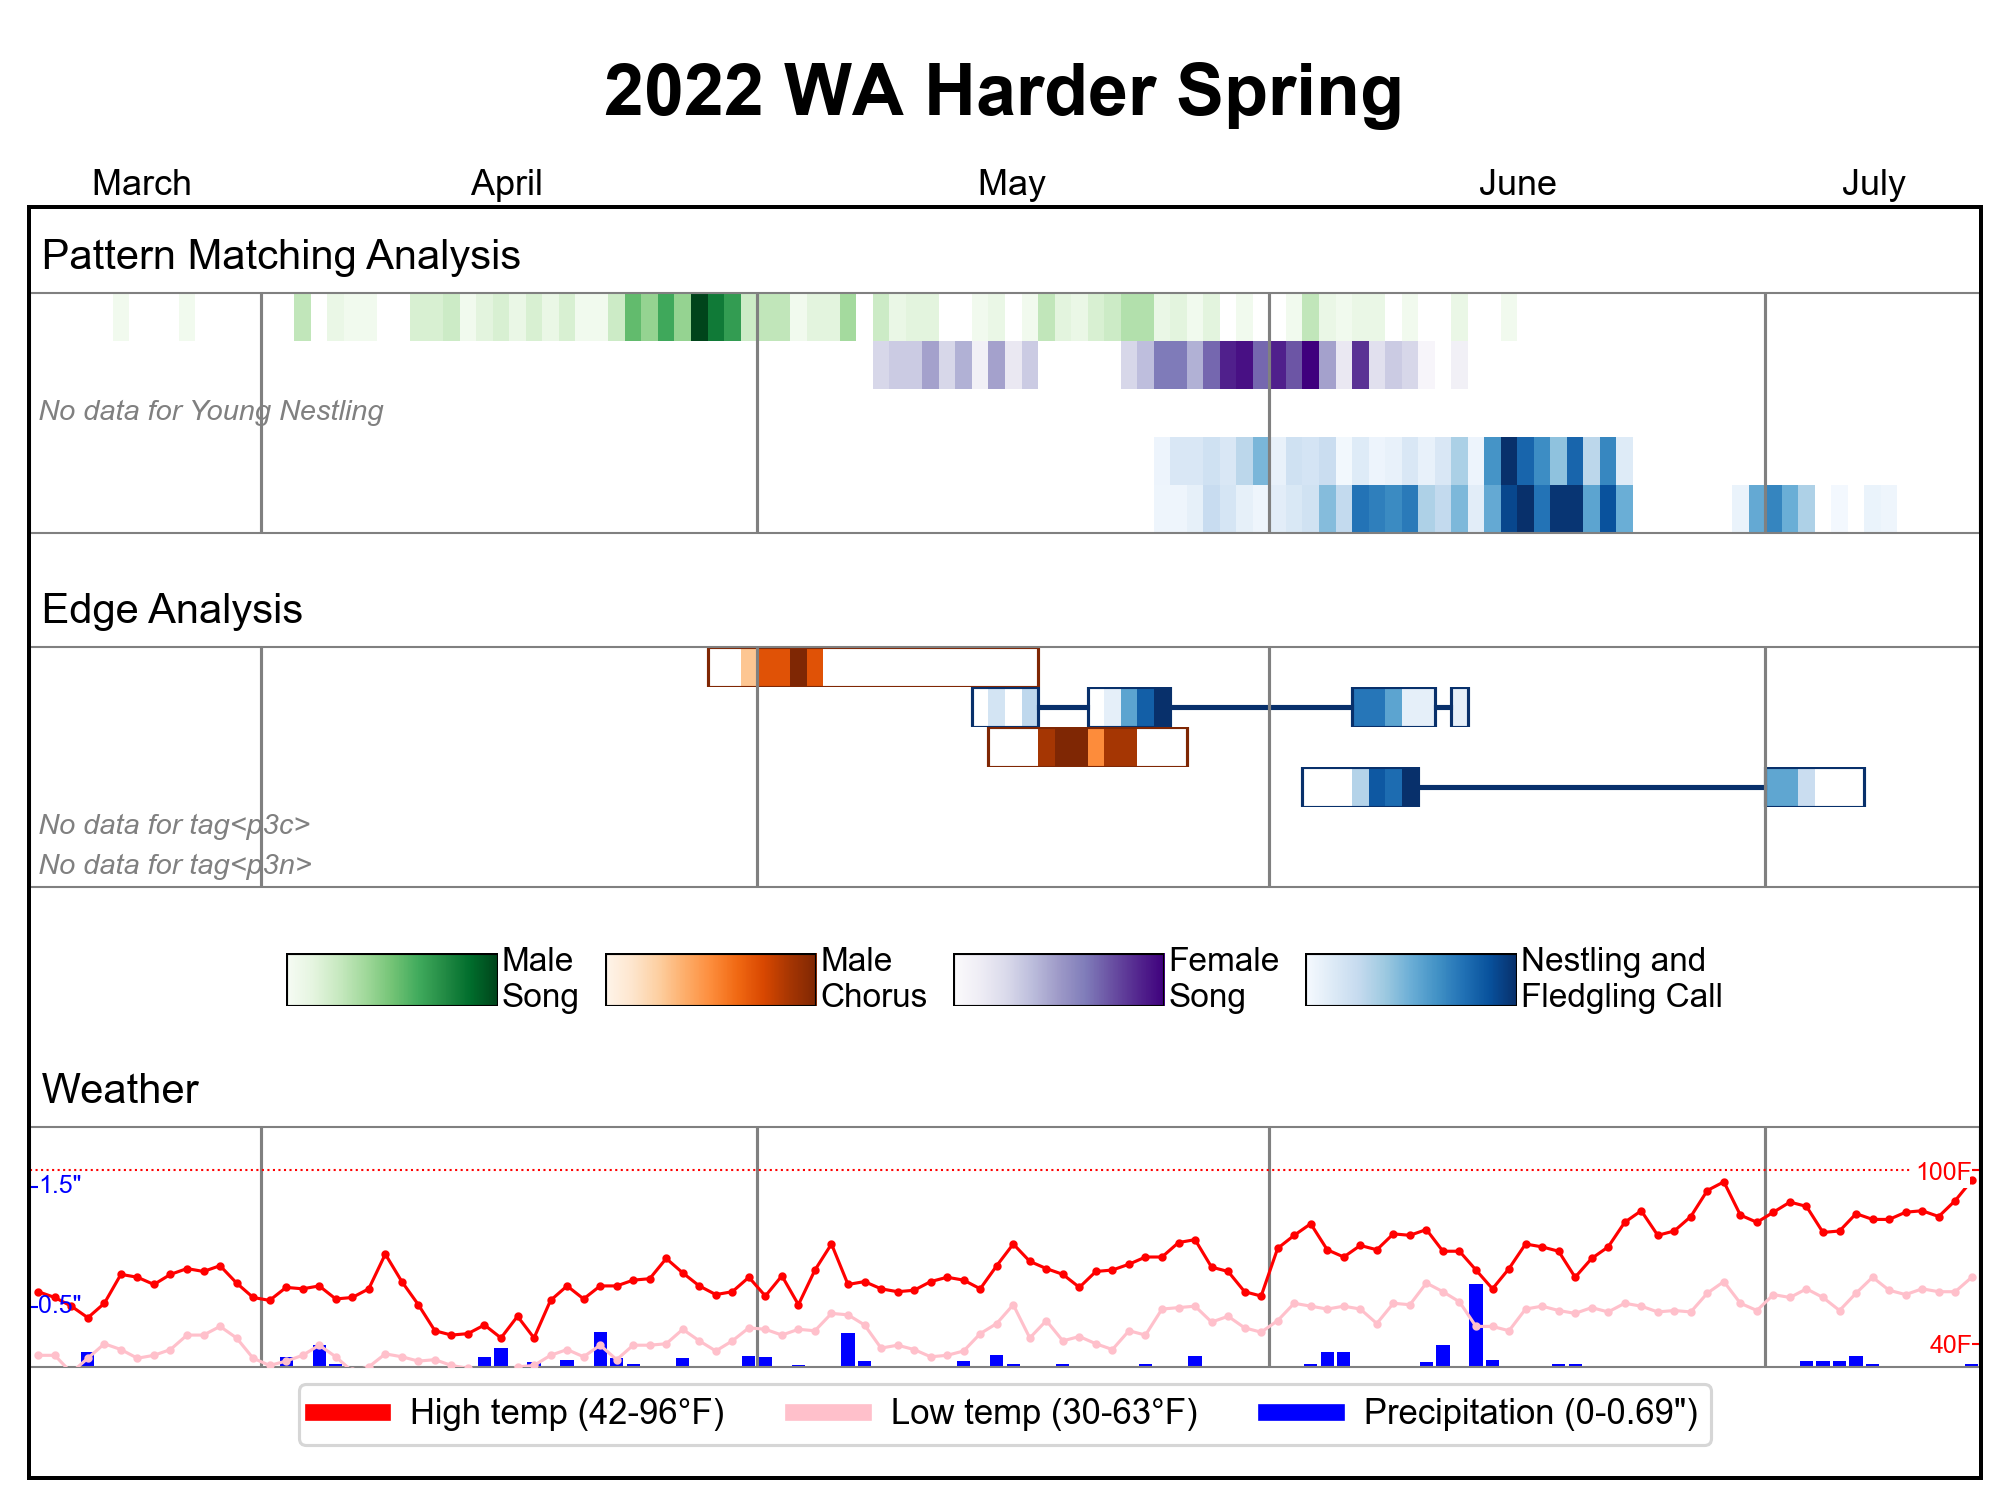 2022 WA Harder Spring
March April May June July
Pattern Matching Analysis
No data for Young Nestling
Edge Analysis
No data for tag<p3c>
No data for tag<p3n>
Male Song
Male Chorus
Female Song
Nestling and Fledgling Call
Weather
100F
1.5"
0.5"
40F
High temp (42-96°F) Low temp (30-63°F) Precipitation (0-0.69")